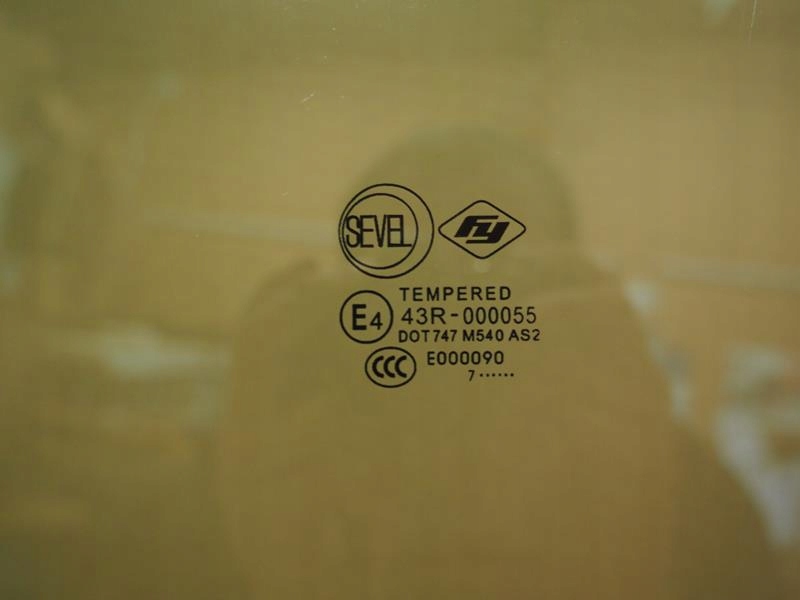 SEVEL
FY
TEMPERED
E4
43R-000055
DOT747 M540 AS2
CCC
E000090
7 ······